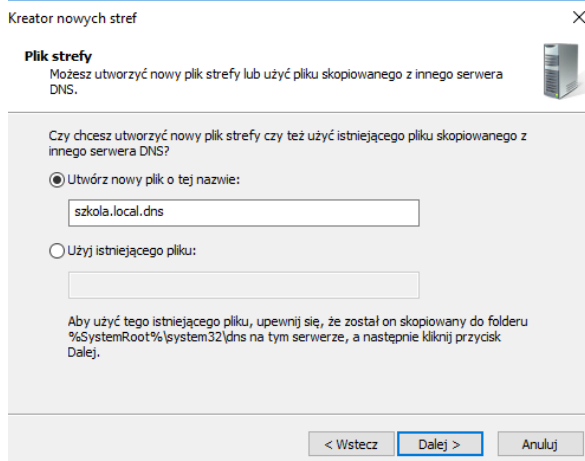 Kreator nowych stref
Plik strefy
Możesz utworzyć nowy plik strefy lub użyć pliku skopiowanego z innego serwera
DNS.
Czy chcesz utworzyć nowy plik strefy czy też użyć istniejącego pliku skopiowanego z
innego serwera DNS?
Utwórz nowy plik o tej nazwie:
szkola.local.dns
Użyj istniejącego pliku:
Aby użyć tego istniejącego pliku, upewnij się, że został on skopiowany do folderu
%SystemRoot%\system32\dns na tym serwerze, a następnie kliknij przycisk
Dalej.
< Wstecz Dalej > Anuluj